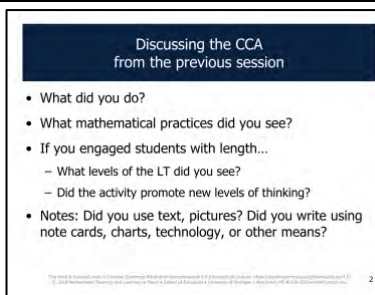 Discussing the CCA
from the previous session
• What did you do?
• What mathematical practices did you see?
• If you engaged students with length…
– What levels of the LT did you see?
– Did the activity promote new levels of thinking?
• Notes: Did you use text, pictures? Did you write using
note cards, charts, technology, or other means?
2